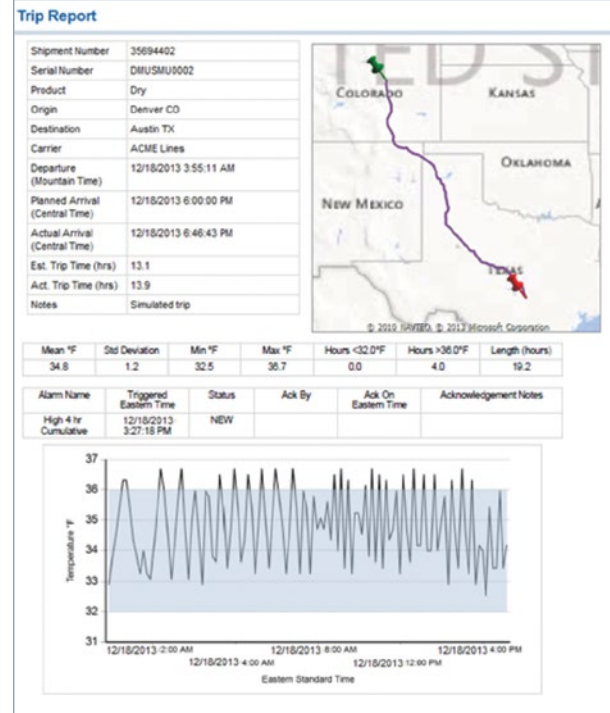 Trip Report
Shipment Number 35694402
Serial Number DMUSMU0002
Product Dry
Origin Denver CO
Destination Austin TX
Carrier ACME Lines
Departure
(Mountain Time) 12/18/2013 3:55:11 AM
Planned Arrival
(Central Time) 12/18/2013 6:00:00 PM
Actual Arrival
(Central Time) 12/18/2013 6:46:43 PM
Est. Trip Time (hrs) 13.1
Act. Trip Time (hrs) 13.9
Notes Simulated trip
TED ST
COLORADO
KANSAS
OKLAHOMA
NEW MEXICO
TEXAS
© 2010 NAVTEQ, © 2013 Microsoft Corporation
Mean °F Std Deviation Min °F Max °F Hours <32.0°F Hours >36.0°F Length (hours)
34.8 1.2 32.5 36.7 0.0 4.0 19.2
Alarm Name Triggered Eastern Time Status Ack By Ack On Eastern Time Acknowledgement Notes
High 4 hr Cumulative 12/18/2013 3:27:18 PM NEW
37
36
35
34
33
32
31
Temperature °F
12/18/2013 2:00 AM
12/18/2013 4:00 AM
12/18/2013 8:00 AM
12/18/2013 12:00 PM
12/18/2013 4:00 PM
Eastern Standard Time